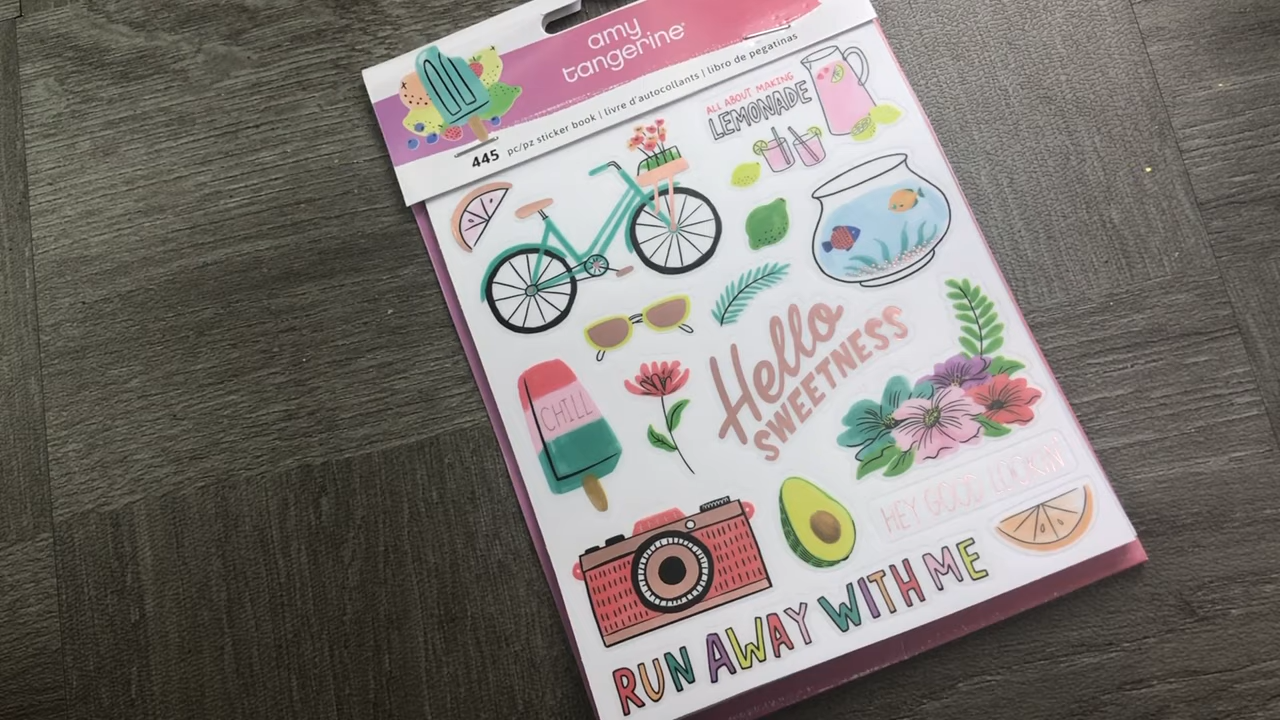 amy
tangerine
445 pc/pz sticker book | livre d'autocollants | libro de pegatinas
ALL ABOUT MAKING
LEMONADE
Hello
SWEETNESS
CHILL
HEY GOOD LOOKIN'
RUN AWAY WITH ME